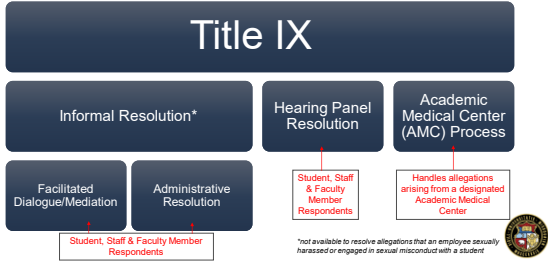 Title IX
Informal Resolution*
Hearing Panel
Resolution
Academic
Medical Center
(AMC) Process
Facilitated
Dialogue/Mediation
Administrative
Resolution
Student, Staff
& Faculty
Member
Respondents
Handles allegations
arising from a designated
Academic Medical
Center
Student, Staff & Faculty Member
Respondents
*not available to resolve allegations that an employee sexually
harassed or engaged in sexual misconduct with a student